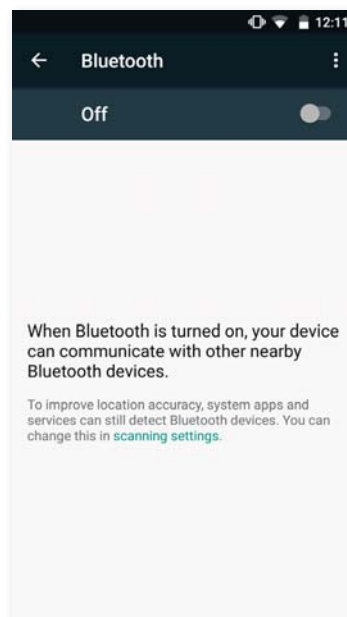 12:11
Bluetooth
Off
When Bluetooth is turned on, your device
can communicate with other nearby
Bluetooth devices.
To improve location accuracy, system apps and
services can still detect Bluetooth devices. You can
change this in scanning settings.